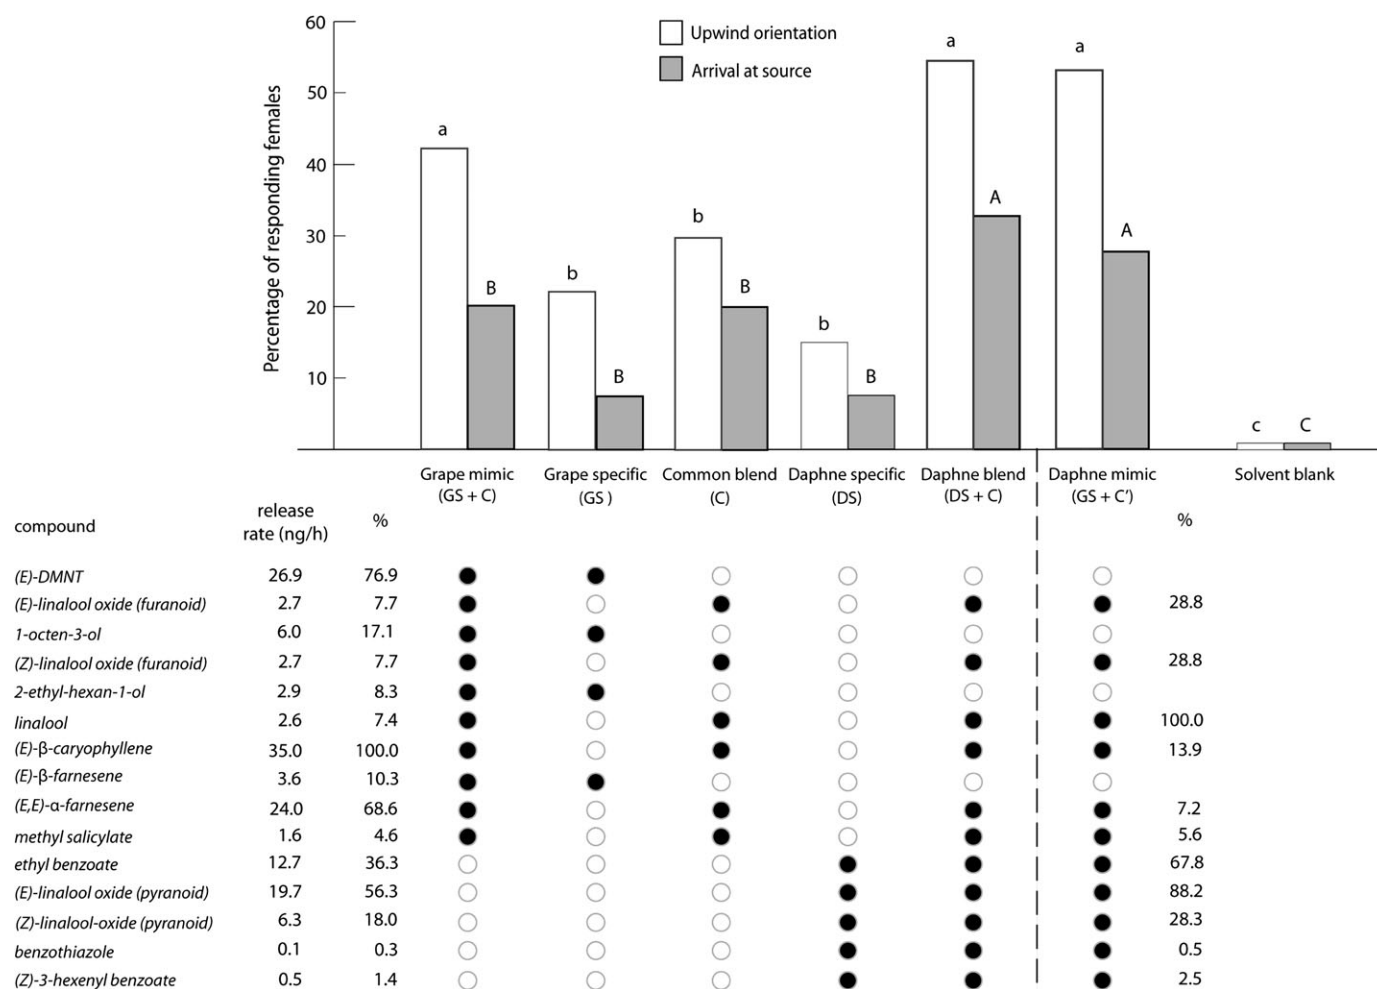 60
50
40
30
20
10
Percentage of responding females
Upwind orientation
Arrival at source
a
B
b
B
b
B
b
B
a
A
a
A
c
C
Grape mimic
(GS + C)
Grape specific
(GS )
Common blend
(C)
Daphne specific
(DS)
Daphne blend
(DS + C)
Daphne mimic
(GS + C′)
Solvent blank
compound
release
rate (ng/h)
%
%
(E)-DMNT 26.9 76.9
(E)-linalool oxide (furanoid) 2.7 7.7 28.8
1-octen-3-ol 6.0 17.1
(Z)-linalool oxide (furanoid) 2.7 7.7 28.8
2-ethyl-hexan-1-ol 2.9 8.3
linalool 2.6 7.4 100.0
(E)-β-caryophyllene 35.0 100.0 13.9
(E)-β-farnesene 3.6 10.3
(E,E)-α-farnesene 24.0 68.6 7.2
methyl salicylate 1.6 4.6 5.6
ethyl benzoate 12.7 36.3 67.8
(E)-linalool oxide (pyranoid) 19.7 56.3 88.2
(Z)-linalool-oxide (pyranoid) 6.3 18.0 28.3
benzothiazole 0.1 0.3 0.5
(Z)-3-hexenyl benzoate 0.5 1.4 2.5